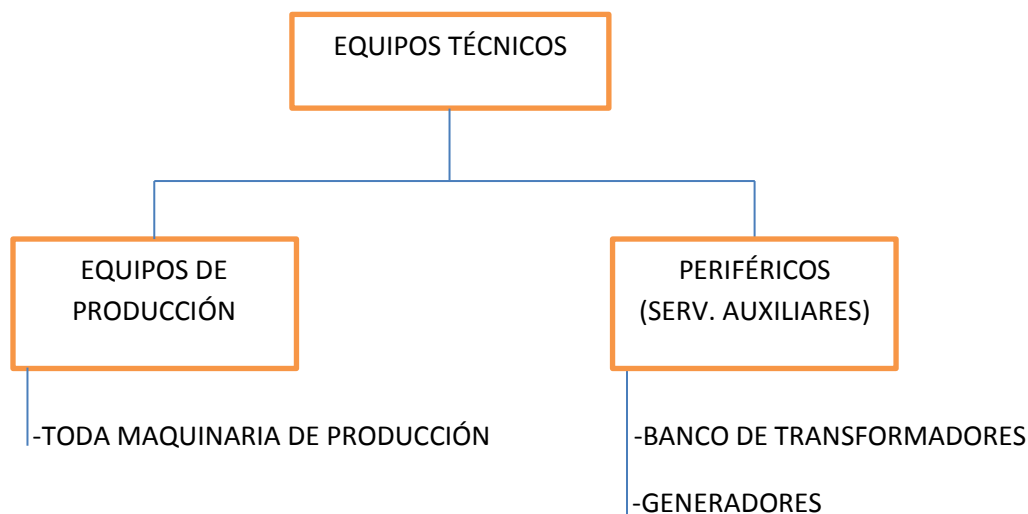 EQUIPOS TÉCNICOS
EQUIPOS DE
PRODUCCIÓN
PERIFÉRICOS
(SERV. AUXILIARES)
-TODA MAQUINARIA DE PRODUCCIÓN
-BANCO DE TRANSFORMADORES
-GENERADORES